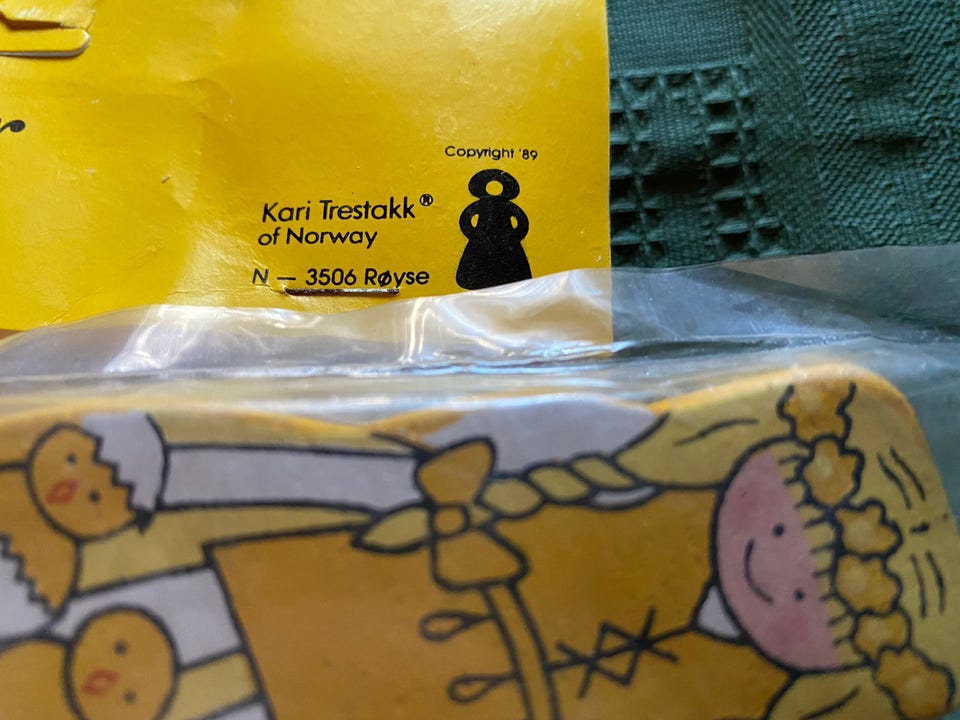 Copyright '89
Kari Trestakk®
of Norway
N — 3506 Røyse